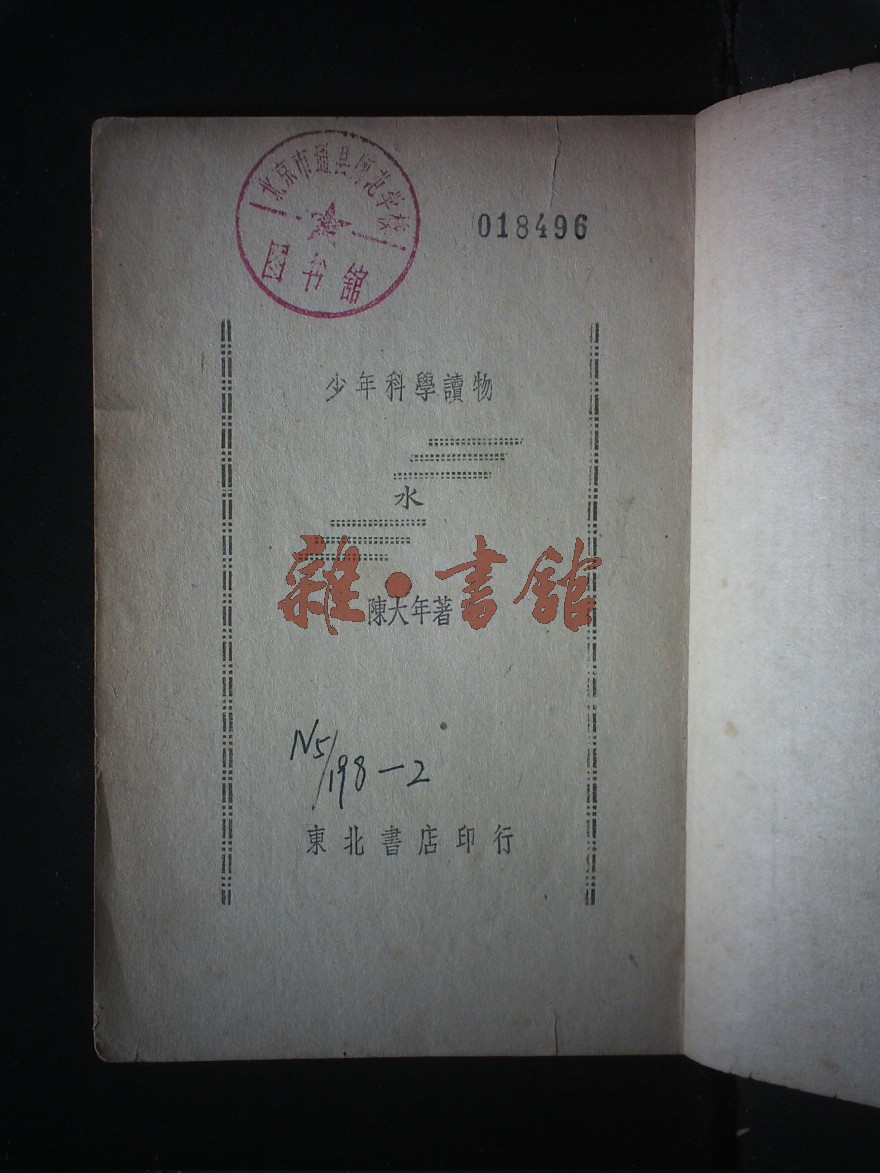 北京市通县师范学校
图书馆
018496
少年科學讀物
水
雜·書館
陳大年著
N5/198-2
東北書店印行